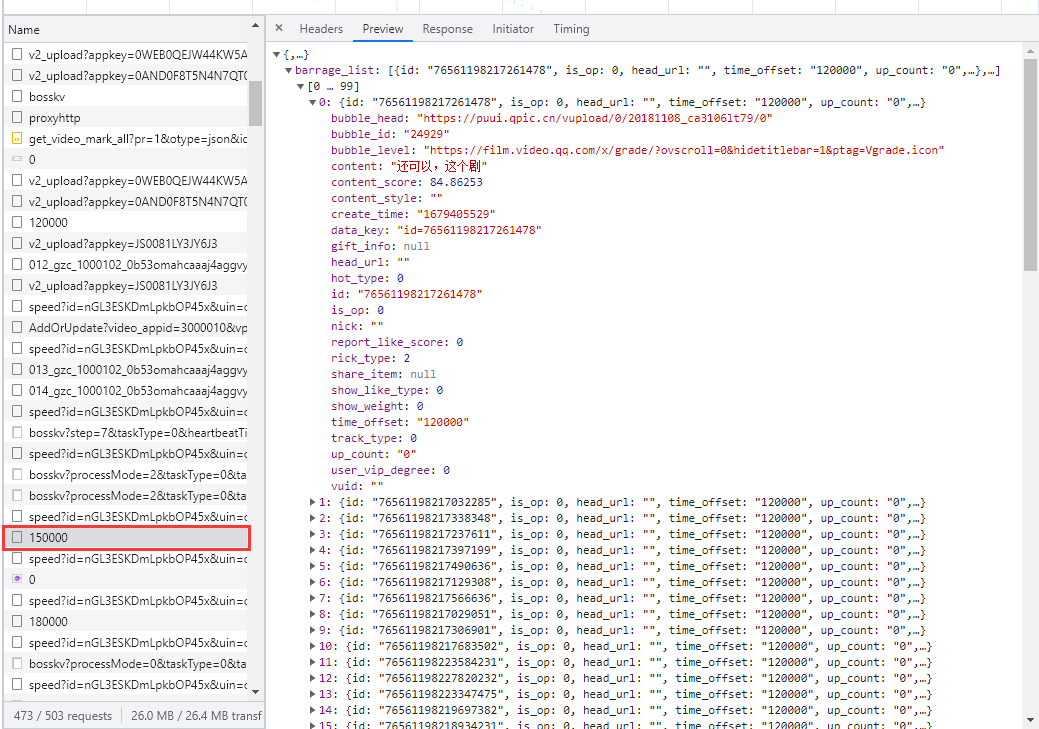 Name
v2_upload?appkey=0WEB0QEJW44KW5A
v2_upload?appkey=0AND0F8T5N4N7QT0
bosskv
proxyhttp
get_video_mark_all?pr=1&otype=json&ic
0
v2_upload?appkey=0WEB0QEJW44KW5A
v2_upload?appkey=0AND0F8T5N4N7QT0
120000
v2_upload?appkey=JS0081LY3JY6J3
012_gzc_1000102_0b53omahcaaaj4aggvy
v2_upload?appkey=JS0081LY3JY6J3
speed?id=nGL3ESKDmLpkbOP45x&uin=c
AddOrUpdate?video_appid=3000010&vp
speed?id=nGL3ESKDmLpkbOP45x&uin=c
013_gzc_1000102_0b53omahcaaaj4aggvy
014_gzc_1000102_0b53omahcaaaj4aggvy
speed?id=nGL3ESKDmLpkbOP45x&uin=c
bosskv?step=7&taskType=0&heartbeatTi
speed?id=nGL3ESKDmLpkbOP45x&uin=c
bosskv?processMode=2&taskType=0&ta
bosskv?processMode=2&taskType=0&ta
speed?id=nGL3ESKDmLpkbOP45x&uin=c
150000
speed?id=nGL3ESKDmLpkbOP45x&uin=c
0
speed?id=nGL3ESKDmLpkbOP45x&uin=c
180000
speed?id=nGL3ESKDmLpkbOP45x&uin=c
bosskv?processMode=0&taskType=0&ta
speed?id=nGL3ESKDmLpkbOP45x&uin=c
473 / 503 requests 26.0 MB / 26.4 MB transf
× Headers Preview Response Initiator Timing
{,…}
barrage_list: [{id: "76561198217261478", is_op: 0, head_url: "", time_offset: "120000", up_count: "0",…},…]
[0 … 99]
0: {id: "76561198217261478", is_op: 0, head_url: "", time_offset: "120000", up_count: "0",…}
bubble_head: "https://puui.qpic.cn/vupload/0/20181108_ca3106lt79/0"
bubble_id: "24929"
bubble_level: "https://film.video.qq.com/x/grade/?ovscroll=0&hidetitlebar=1&ptag=Vgrade.icon"
content: "还可以，这个剧"
content_score: 84.86253
content_style: ""
create_time: "1679405529"
data_key: "id=76561198217261478"
gift_info: null
head_url: ""
hot_type: 0
id: "76561198217261478"
is_op: 0
nick: ""
report_like_score: 0
rick_type: 2
share_item: null
show_like_type: 0
show_weight: 0
time_offset: "120000"
track_type: 0
up_count: "0"
user_vip_degree: 0
vuid: ""
1: {id: "76561198217032285", is_op: 0, head_url: "", time_offset: "120000", up_count: "0",…}
2: {id: "76561198217338348", is_op: 0, head_url: "", time_offset: "120000", up_count: "0",…}
3: {id: "76561198217237611", is_op: 0, head_url: "", time_offset: "120000", up_count: "0",…}
4: {id: "76561198217397199", is_op: 0, head_url: "", time_offset: "120000", up_count: "0",…}
5: {id: "76561198217490636", is_op: 0, head_url: "", time_offset: "120000", up_count: "0",…}
6: {id: "76561198217129308", is_op: 0, head_url: "", time_offset: "120000", up_count: "0",…}
7: {id: "76561198217566636", is_op: 0, head_url: "", time_offset: "120000", up_count: "0",…}
8: {id: "76561198217029051", is_op: 0, head_url: "", time_offset: "120000", up_count: "0",…}
9: {id: "76561198217306901", is_op: 0, head_url: "", time_offset: "120000", up_count: "0",…}
10: {id: "76561198217683502", is_op: 0, head_url: "", time_offset: "120000", up_count: "0",…}
11: {id: "76561198223584231", is_op: 0, head_url: "", time_offset: "120000", up_count: "0",…}
12: {id: "76561198227820232", is_op: 0, head_url: "", time_offset: "120000", up_count: "0",…}
13: {id: "76561198223347475", is_op: 0, head_url: "", time_offset: "120000", up_count: "0",…}
14: {id: "76561198219697382", is_op: 0, head_url: "", time_offset: "120000", up_count: "0",…}
15: {id: "76561198218934231", is_op: 0, head_url: "", time_offset: "120000", up_count: "0",…}